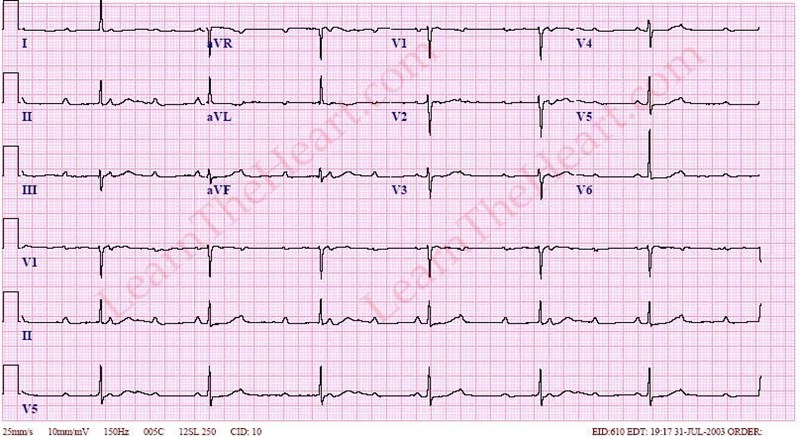 I aVR V1 V4
II aVL V2 V5
III aVF V3 V6
V1
II
V5
25mm/s 10mm/mV 150Hz 005C 12SL 250 CID: 10 EID:610 EDT: 19:17 31-JUL-2003 ORDER:
LearnTheHeart.com
LearnTheHeart.com